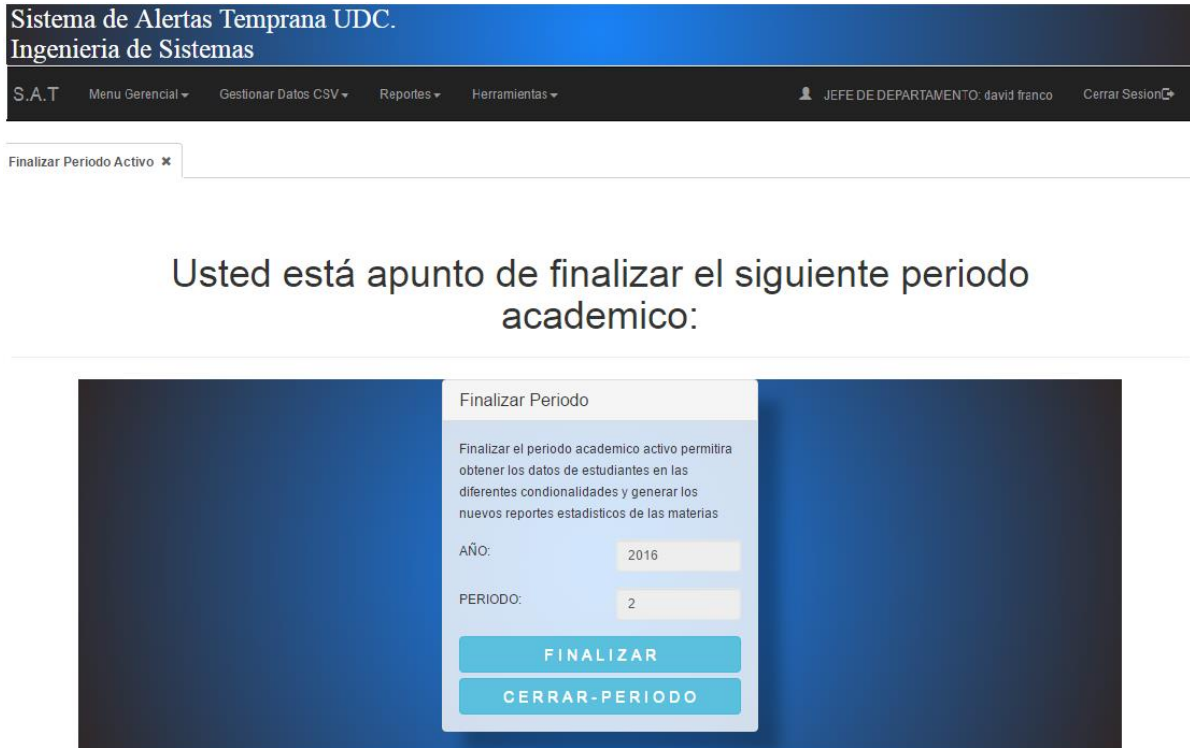 Sistema de Alertas Temprana UDC.
Ingenieria de Sistemas
S.A.T Menu Gerencial Gestionar Datos CSV Reportes Herramientas JEFE DE DEPARTAMENTO: david franco Cerrar Sesion
Finalizar Periodo Activo
Usted está apunto de finalizar el siguiente periodo
academico:
Finalizar Periodo
Finalizar el periodo academico activo permitira
obtener los datos de estudiantes en las
diferentes condionalidades y generar los
nuevos reportes estadisticos de las materias
AÑO: 2016
PERIODO: 2
FINALIZAR
CERRAR-PERIODO